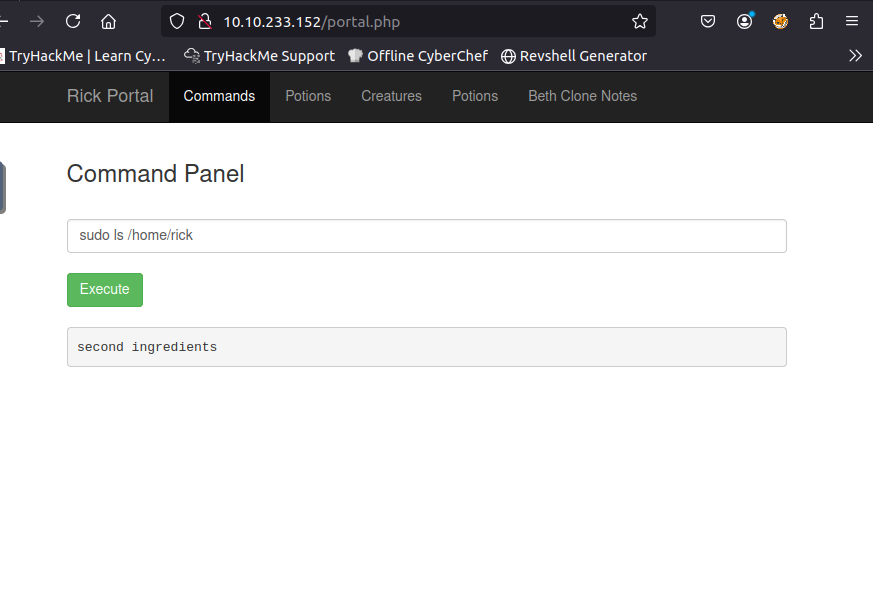 10.10.233.152/portal.php
TryHackMe | Learn Cy... TryHackMe Support Offline CyberChef Revshell Generator
Rick Portal Commands Potions Creatures Potions Beth Clone Notes
Command Panel
sudo ls /home/rick
Execute
second ingredients